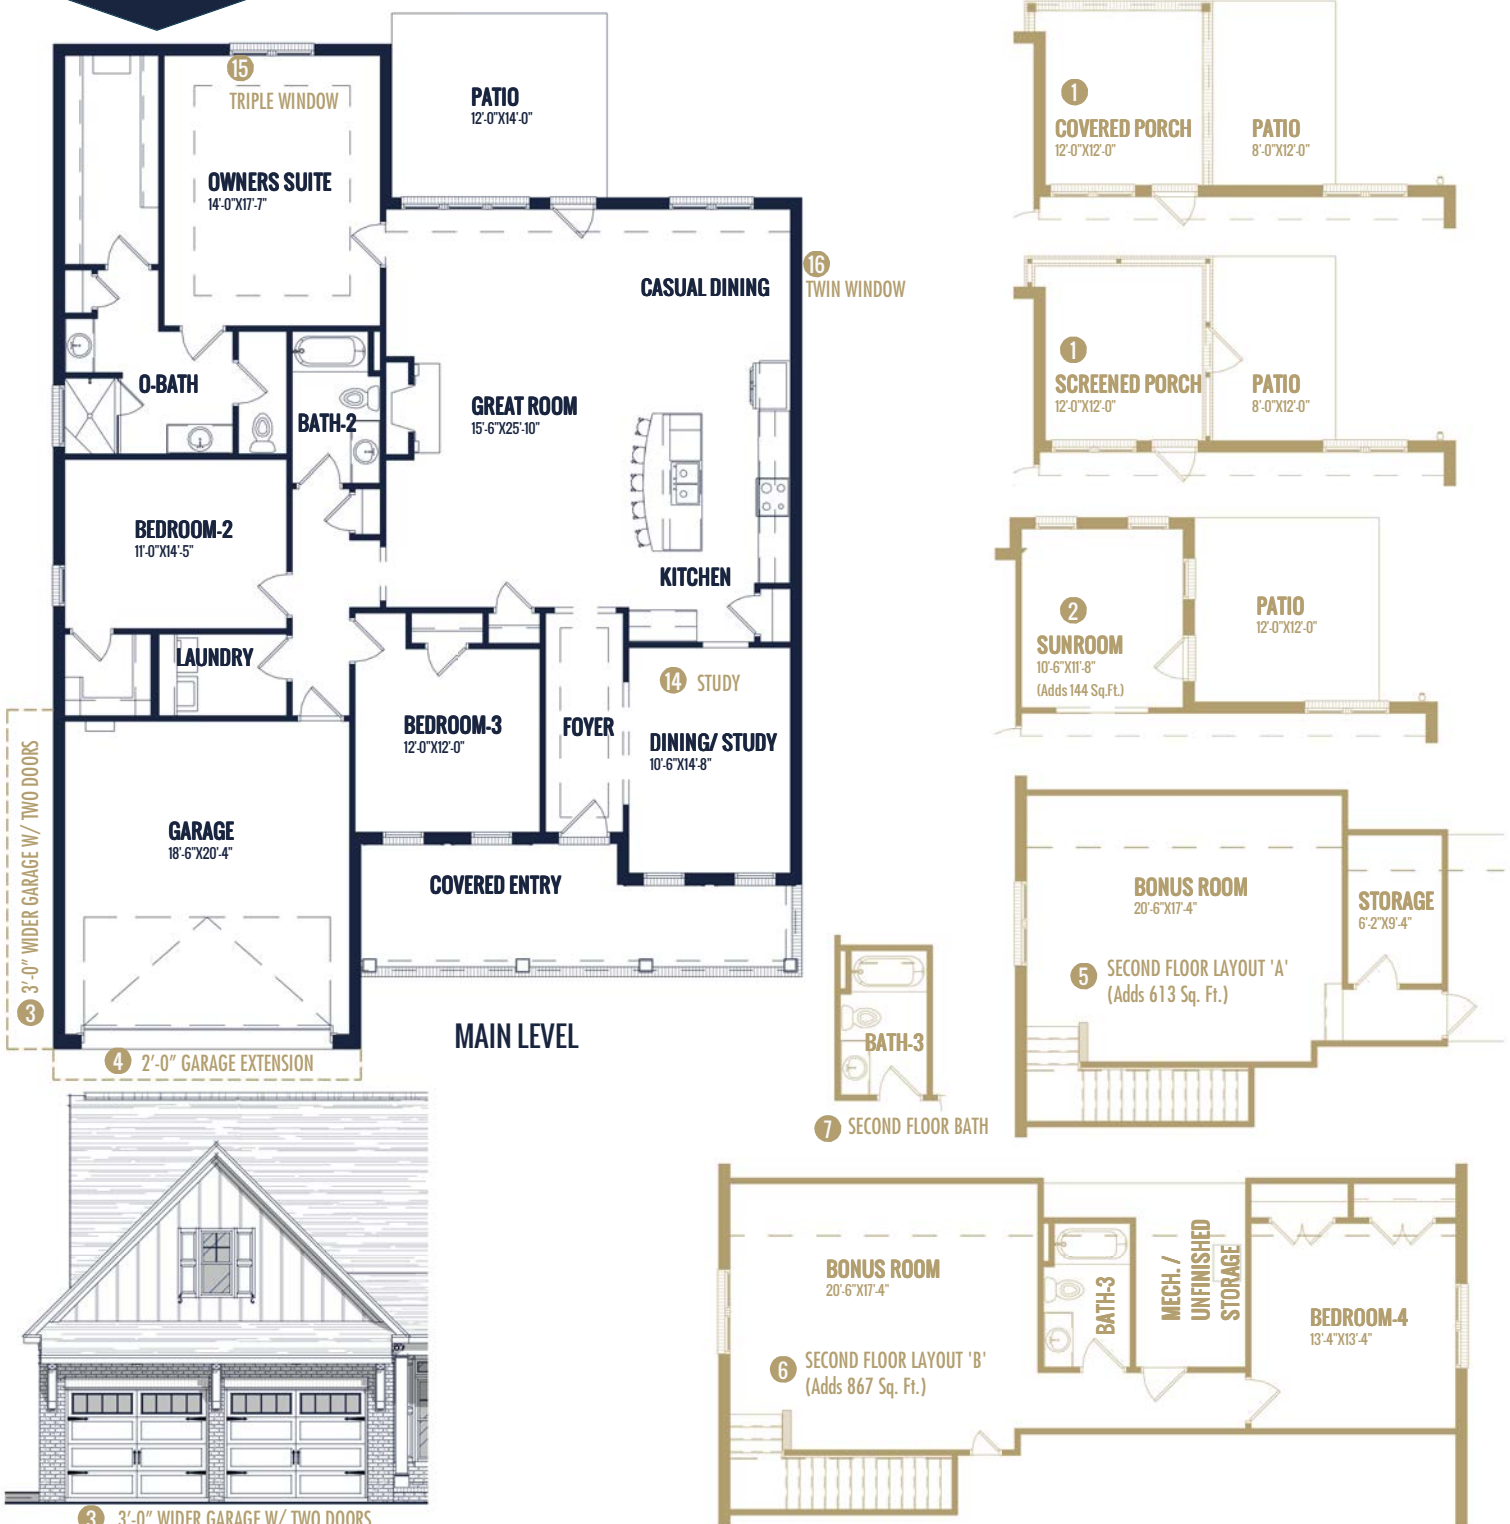 15
TRIPLE WINDOW
PATIO
12'-0"X14'-0"
OWNERS SUITE
14'-0"X17'-7"
16
TWIN WINDOW
CASUAL DINING
O-BATH
BATH-2
GREAT ROOM
15'-6"X25'-10"
BEDROOM-2
11'-0"X14'-5"
KITCHEN
LAUNDRY
14 STUDY
BEDROOM-3
12'-0"X12'-0"
FOYER
DINING/ STUDY
10'-6"X14'-8"
GARAGE
18'-6"X20'-4"
COVERED ENTRY
3 3'-0" WIDER GARAGE W/ TWO DOORS
4 2'-0" GARAGE EXTENSION
MAIN LEVEL
3 3'-0" WIDER GARAGE W/ TWO DOORS
1
COVERED PORCH
12'-0"X12'-0"
PATIO
8'-0"X12'-0"
1
SCREENED PORCH
12'-0"X12'-0"
PATIO
8'-0"X12'-0"
2
SUNROOM
10'-6"X11'-8"
(Adds 144 Sq.Ft.)
PATIO
12'-0"X12'-0"
BONUS ROOM
20'-6"X17'-4"
STORAGE
6'-2"X9'-4"
5 SECOND FLOOR LAYOUT 'A'
(Adds 613 Sq. Ft.)
BATH-3
7 SECOND FLOOR BATH
BONUS ROOM
20'-6"X17'-4"
BATH-3
MECH. /
UNFINISHED
STORAGE
BEDROOM-4
13'-4"X13'-4"
6 SECOND FLOOR LAYOUT 'B'
(Adds 867 Sq. Ft.)